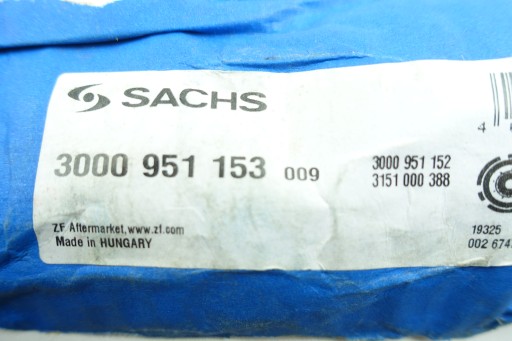 SACHS
3000 951 153 009
3000 951 152
3151 000 388
ZF Aftermarket, www.zf.com
Made in HUNGARY
19325
002 674
4